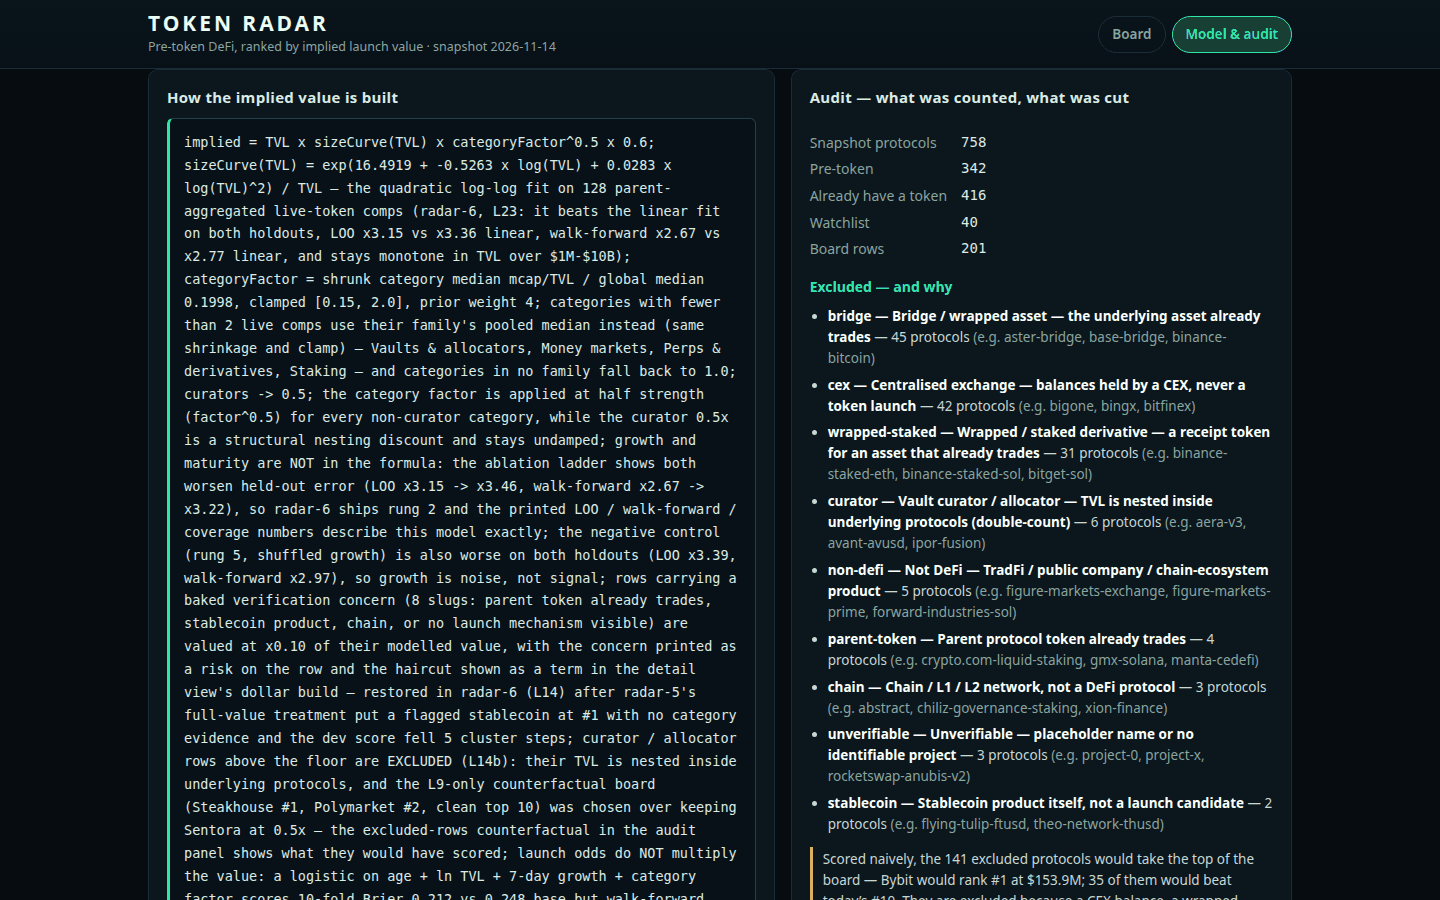 TOKEN RADAR
Pre-token DeFi, ranked by implied launch value · snapshot 2026-11-14
Board
Model & audit
How the implied value is built
implied = TVL x sizeCurve(TVL) x categoryFactor^0.5 x 0.6;
sizeCurve(TVL) = exp(16.4919 + -0.5263 x log(TVL) + 0.0283 x
log(TVL)^2) / TVL — the quadratic log-log fit on 128 parent-
aggregated live-token comps (radar-6, L23: it beats the linear fit
on both holdouts, LOO x3.15 vs x3.36 linear, walk-forward x2.67 vs
x2.77 linear, and stays monotone in TVL over $1M-$10B);
categoryFactor = shrunk category median mcap/TVL / global median
0.1998, clamped [0.15, 2.0], prior weight 4; categories with fewer
than 2 live comps use their family's pooled median instead (same
shrinkage and clamp) — Vaults & allocators, Money markets, Perps &
derivatives, Staking — and categories in no family fall back to 1.0;
curators -> 0.5; the category factor is applied at half strength
(factor^0.5) for every non-curator category, while the curator 0.5x
is a structural nesting discount and stays undamped; growth and
maturity are NOT in the formula: the ablation ladder shows both
worsen held-out error (LOO x3.15 -> x3.46, walk-forward x2.67 ->
x3.22), so radar-6 ships rung 2 and the printed LOO / walk-forward /
coverage numbers describe this model exactly; the negative control
(rung 5, shuffled growth) is also worse on both holdouts (LOO x3.39,
walk-forward x2.97), so growth is noise, not signal; rows carrying a
baked verification concern (8 slugs: parent token already trades,
stablecoin product, chain, or no launch mechanism visible) are
valued at x0.10 of their modelled value, with the concern printed as
a risk on the row and the haircut shown as a term in the detail
view's dollar build — restored in radar-6 (L14) after radar-5's
full-value treatment put a flagged stablecoin at #1 with no category
evidence and the dev score fell 5 cluster steps; curator / allocator
rows above the floor are EXCLUDED (L14b): their TVL is nested inside
underlying protocols, and the L9-only counterfactual board
(Steakhouse #1, Polymarket #2, clean top 10) was chosen over keeping
Sentora at 0.5x — the excluded-rows counterfactual in the audit
panel shows what they would have scored; launch odds do NOT multiply
the value: a logistic on age + ln TVL + 7-day growth + category
factor scores 10-fold Brier 0.212 vs 0.248 base but walk-forward
Audit — what was counted, what was cut
Snapshot protocols 758
Pre-token 342
Already have a token 416
Watchlist 40
Board rows 201
Excluded — and why
bridge — Bridge / wrapped asset — the underlying asset already
trades — 45 protocols (e.g. aster-bridge, base-bridge, binance-
bitcoin)
cex — Centralised exchange — balances held by a CEX, never a
token launch — 42 protocols (e.g. bigone, bingx, bitfinex)
wrapped-staked — Wrapped / staked derivative — a receipt token
for an asset that already trades — 31 protocols (e.g. binance-
staked-eth, binance-staked-sol, bitget-sol)
curator — Vault curator / allocator — TVL is nested inside
underlying protocols (double-count) — 6 protocols (e.g. aera-v3,
avant-avusd, ipor-fusion)
non-defi — Not DeFi — TradFi / public company / chain-ecosystem
product — 5 protocols (e.g. figure-markets-exchange, figure-markets-
prime, forward-industries-sol)
parent-token — Parent protocol token already trades — 4
protocols (e.g. crypto.com-liquid-staking, gmx-solana, manta-cedefi)
chain — Chain / L1 / L2 network, not a DeFi protocol — 3 protocols
(e.g. abstract, chiliz-governance-staking, xion-finance)
unverifiable — Unverifiable — placeholder name or no
identifiable project — 3 protocols (e.g. project-0, project-x,
rocketswap-anubis-v2)
stablecoin — Stablecoin product itself, not a launch candidate — 2
protocols (e.g. flying-tulip-ftusd, theo-network-thusd)
Scored naively, the 141 excluded protocols would take the top of the
board — Bybit would rank #1 at $153.9M; 35 of them would beat
today's #10. They are excluded because a CEX balance, a wrapped